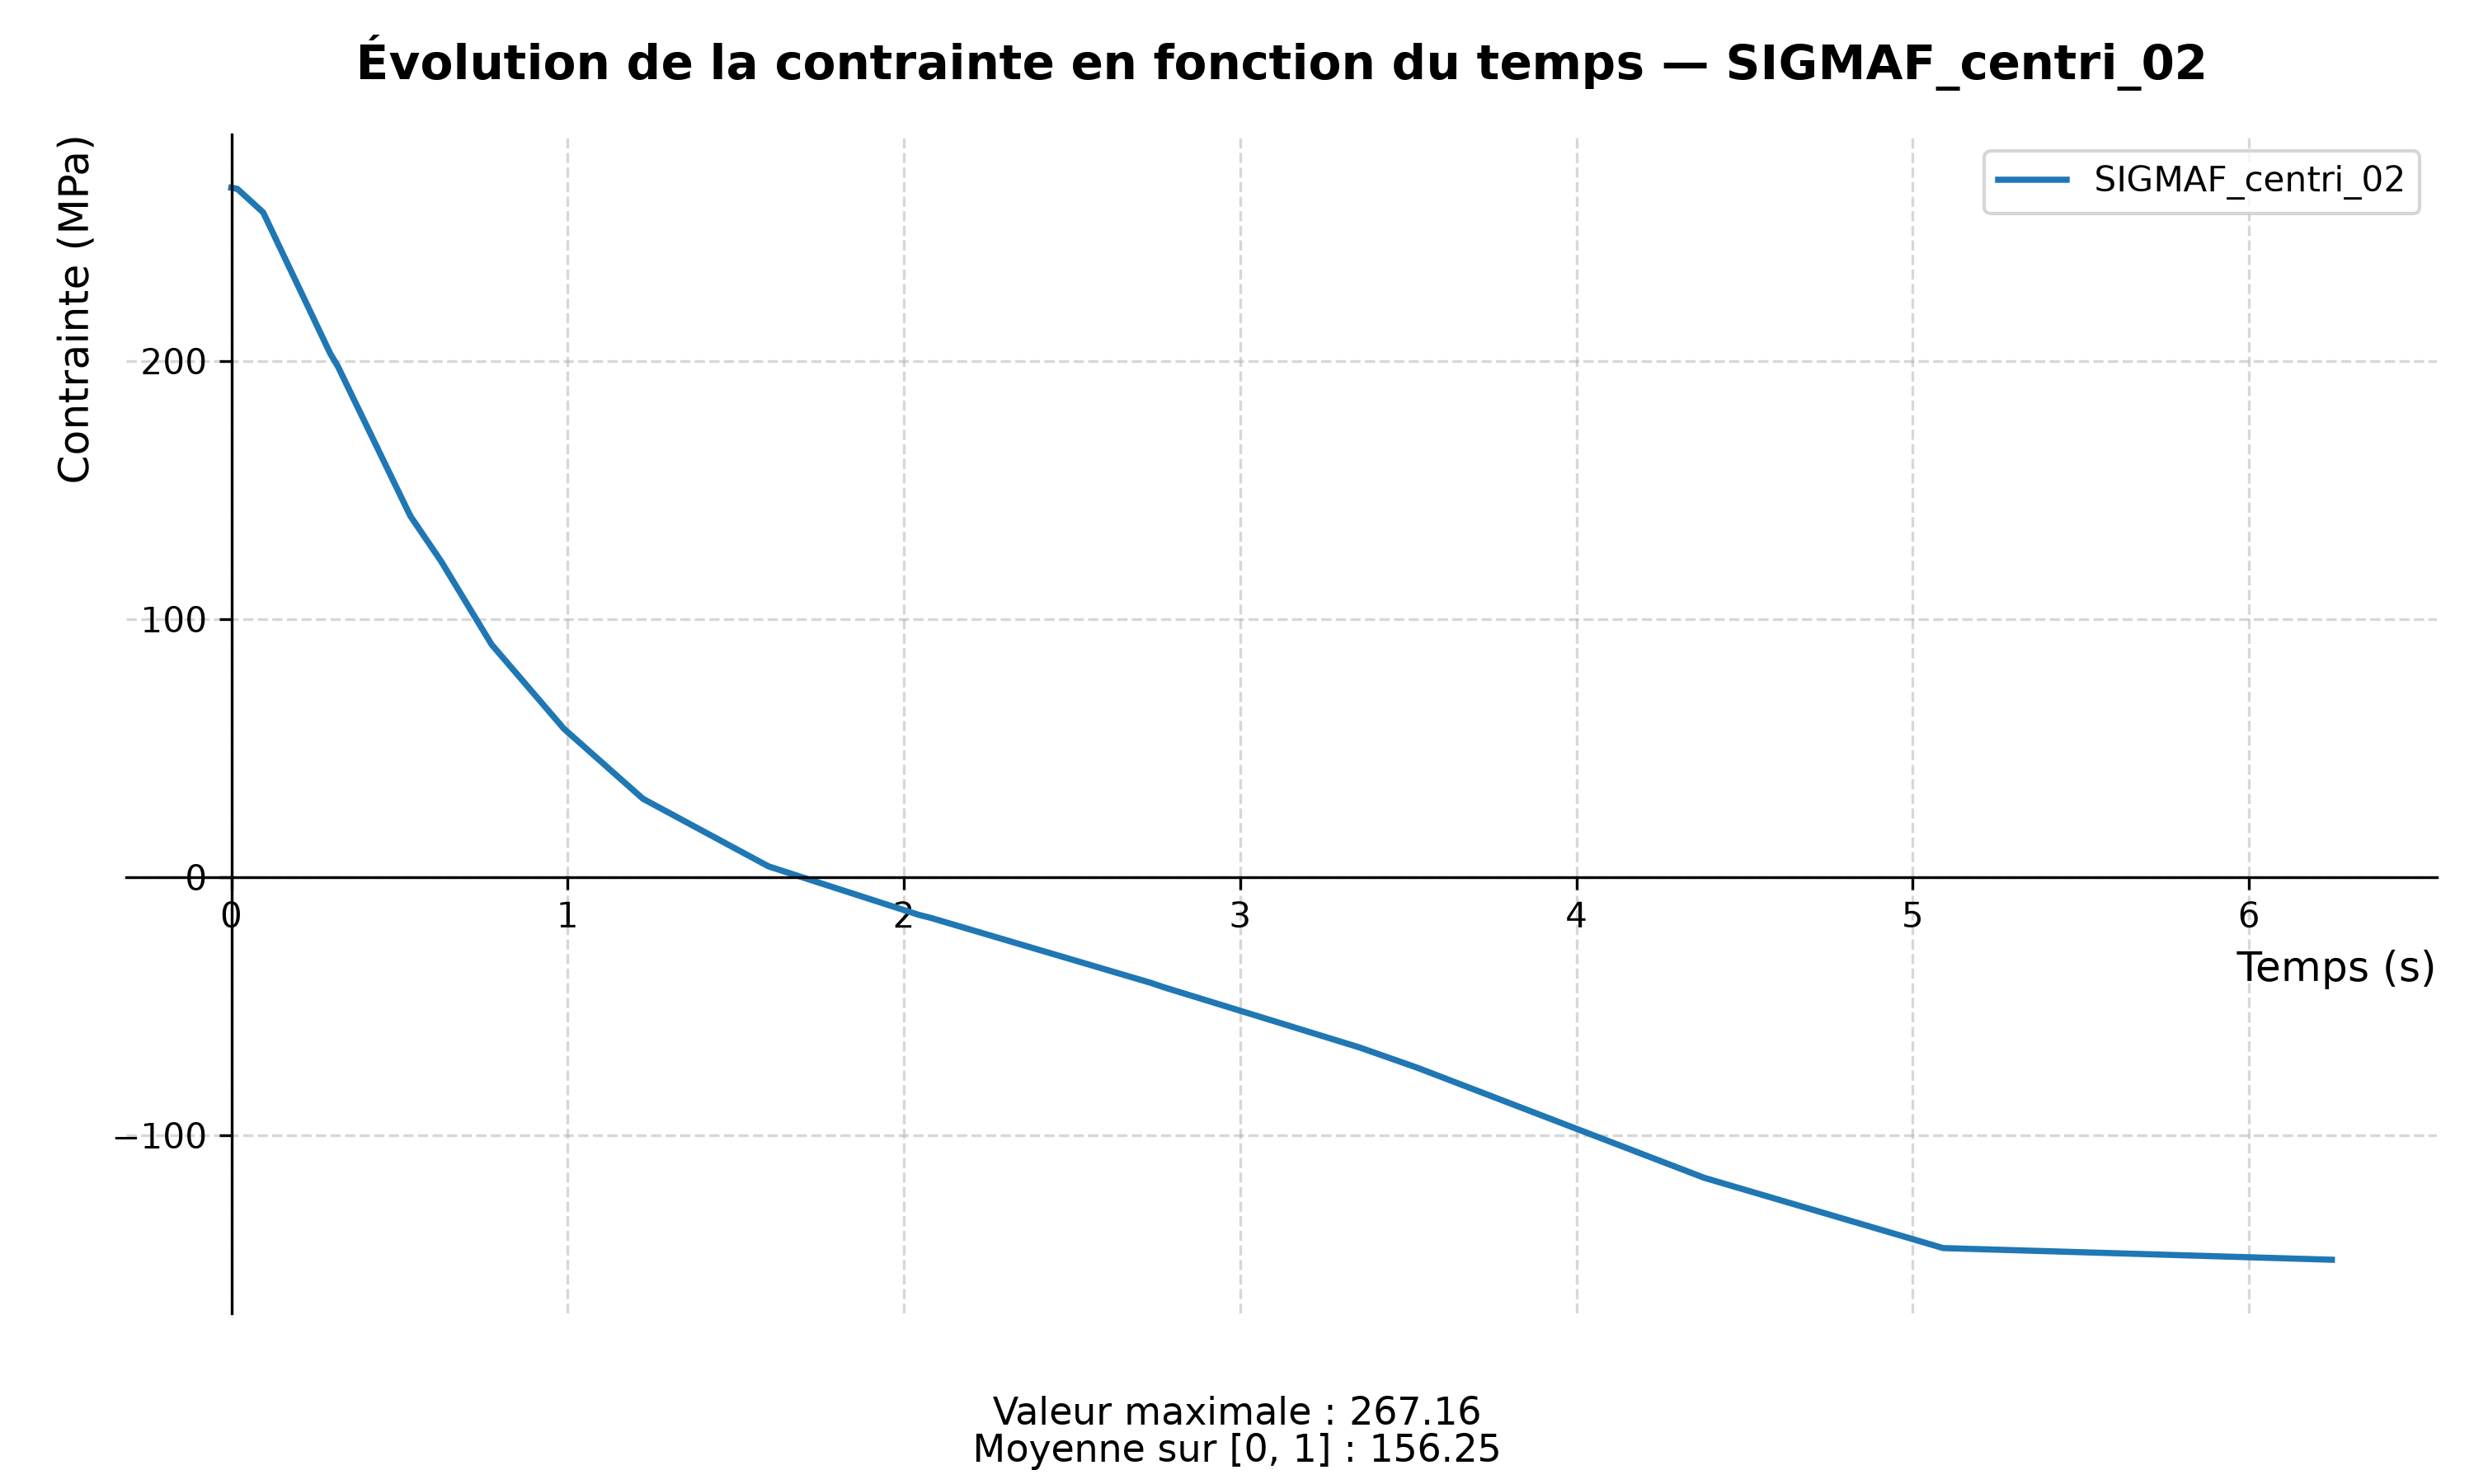 Évolution de la contrainte en fonction du temps — SIGMAF_centri_02
Contrainte (MPa)
SIGMAF_centri_02
200
100
0
−100
0 1 2 3 4 5 6
Temps (s)
Valeur maximale : 267.16
Moyenne sur [0, 1] : 156.25